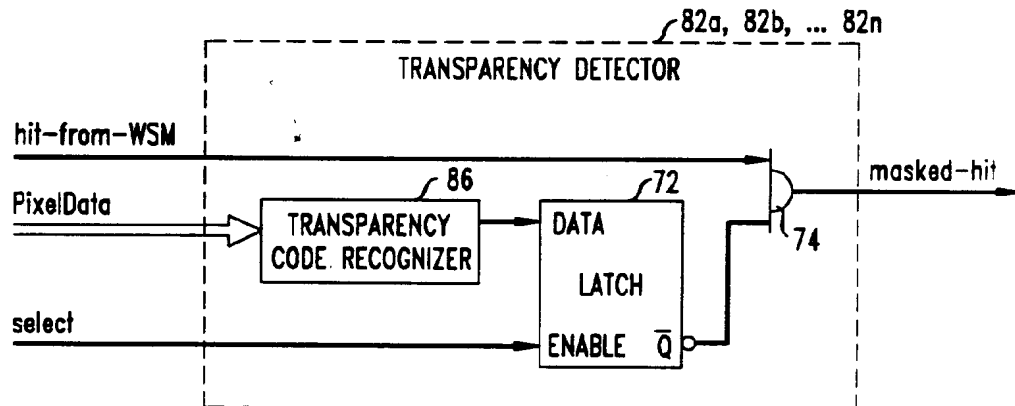 82a, 82b, ... 82n
TRANSPARENCY DETECTOR
hit-from-WSM
masked-hit
86
72
PixelData
TRANSPARENCY
CODE. RECOGNIZER
DATA
74
LATCH
select
ENABLE Q̅